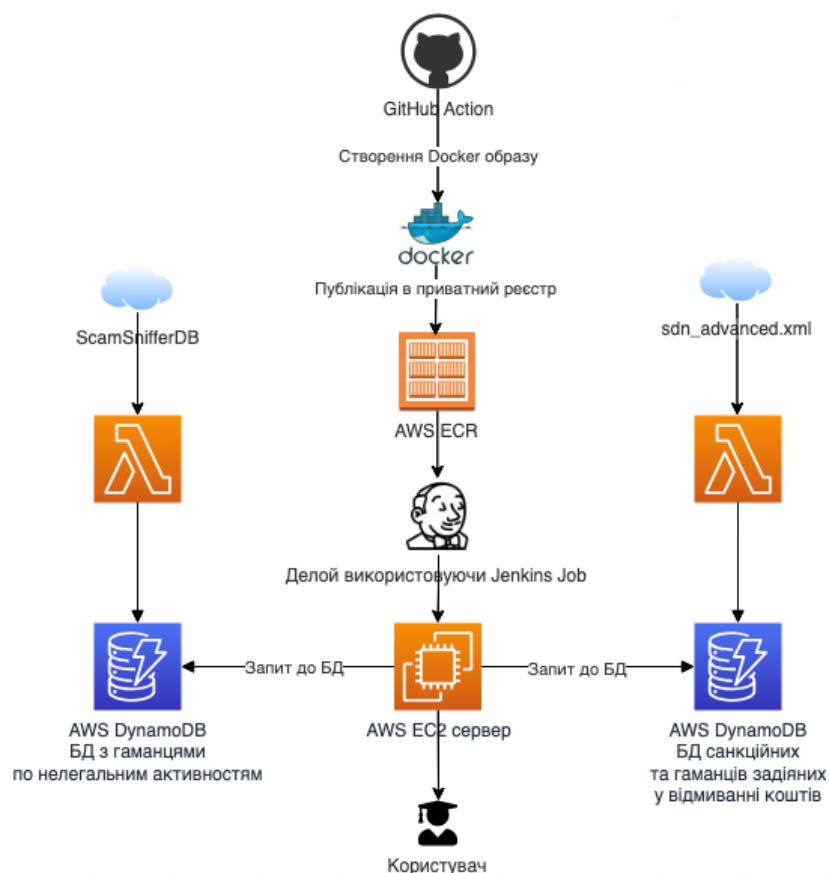 GitHub Action
Створення Docker образу
docker
Публікація в приватний реєстр
ScamSnifferDB
sdn_advanced.xml
AWS ECR
Делой використовуючи Jenkins Job
Запит до БД
Запит до БД
AWS DynamoDB
БД з гаманцями
по нелегальним активностям
AWS EC2 сервер
AWS DynamoDB
БД санкційних
та гаманців задіяних
у відмиванні коштів
Користувач